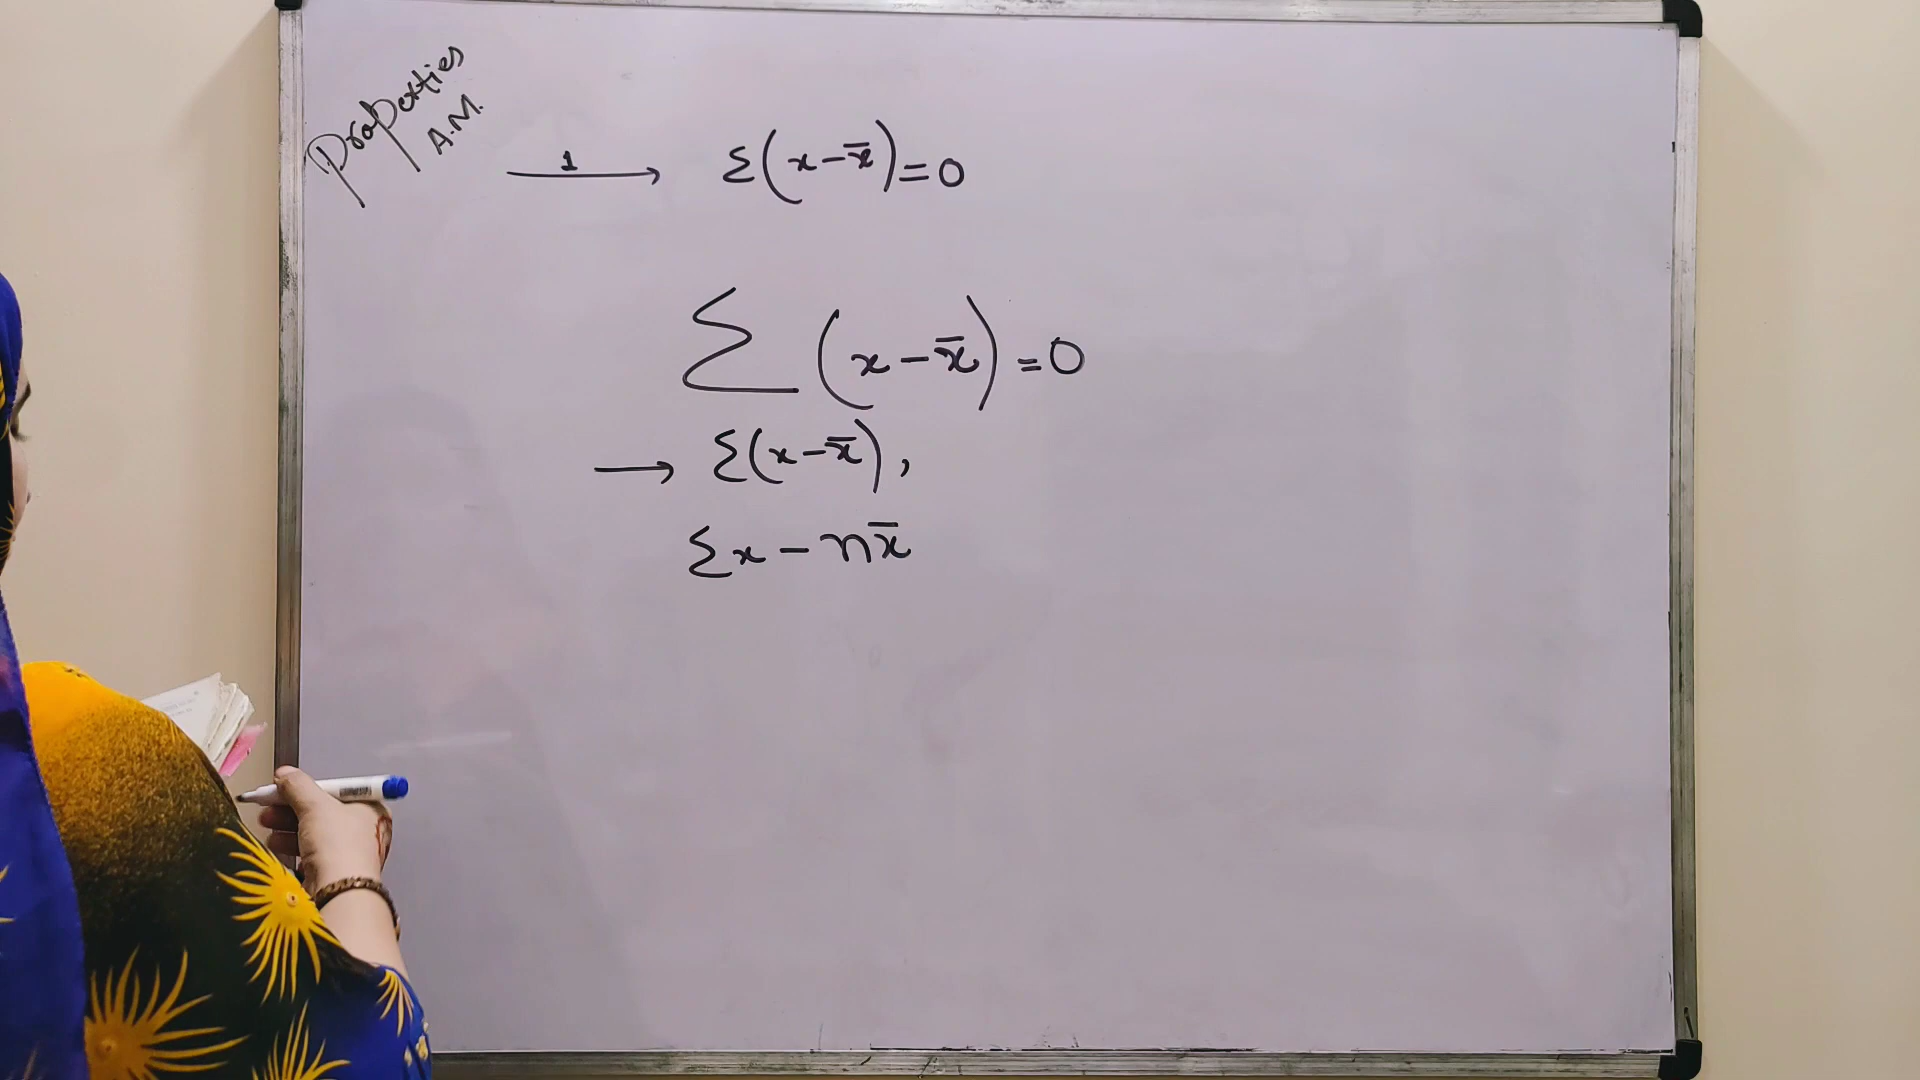 Properties
A.M.
1 → Σ(x-x̄)=0
Σ (x-x̄)=0
→ Σ(x-x̄),
Σx - nx̄